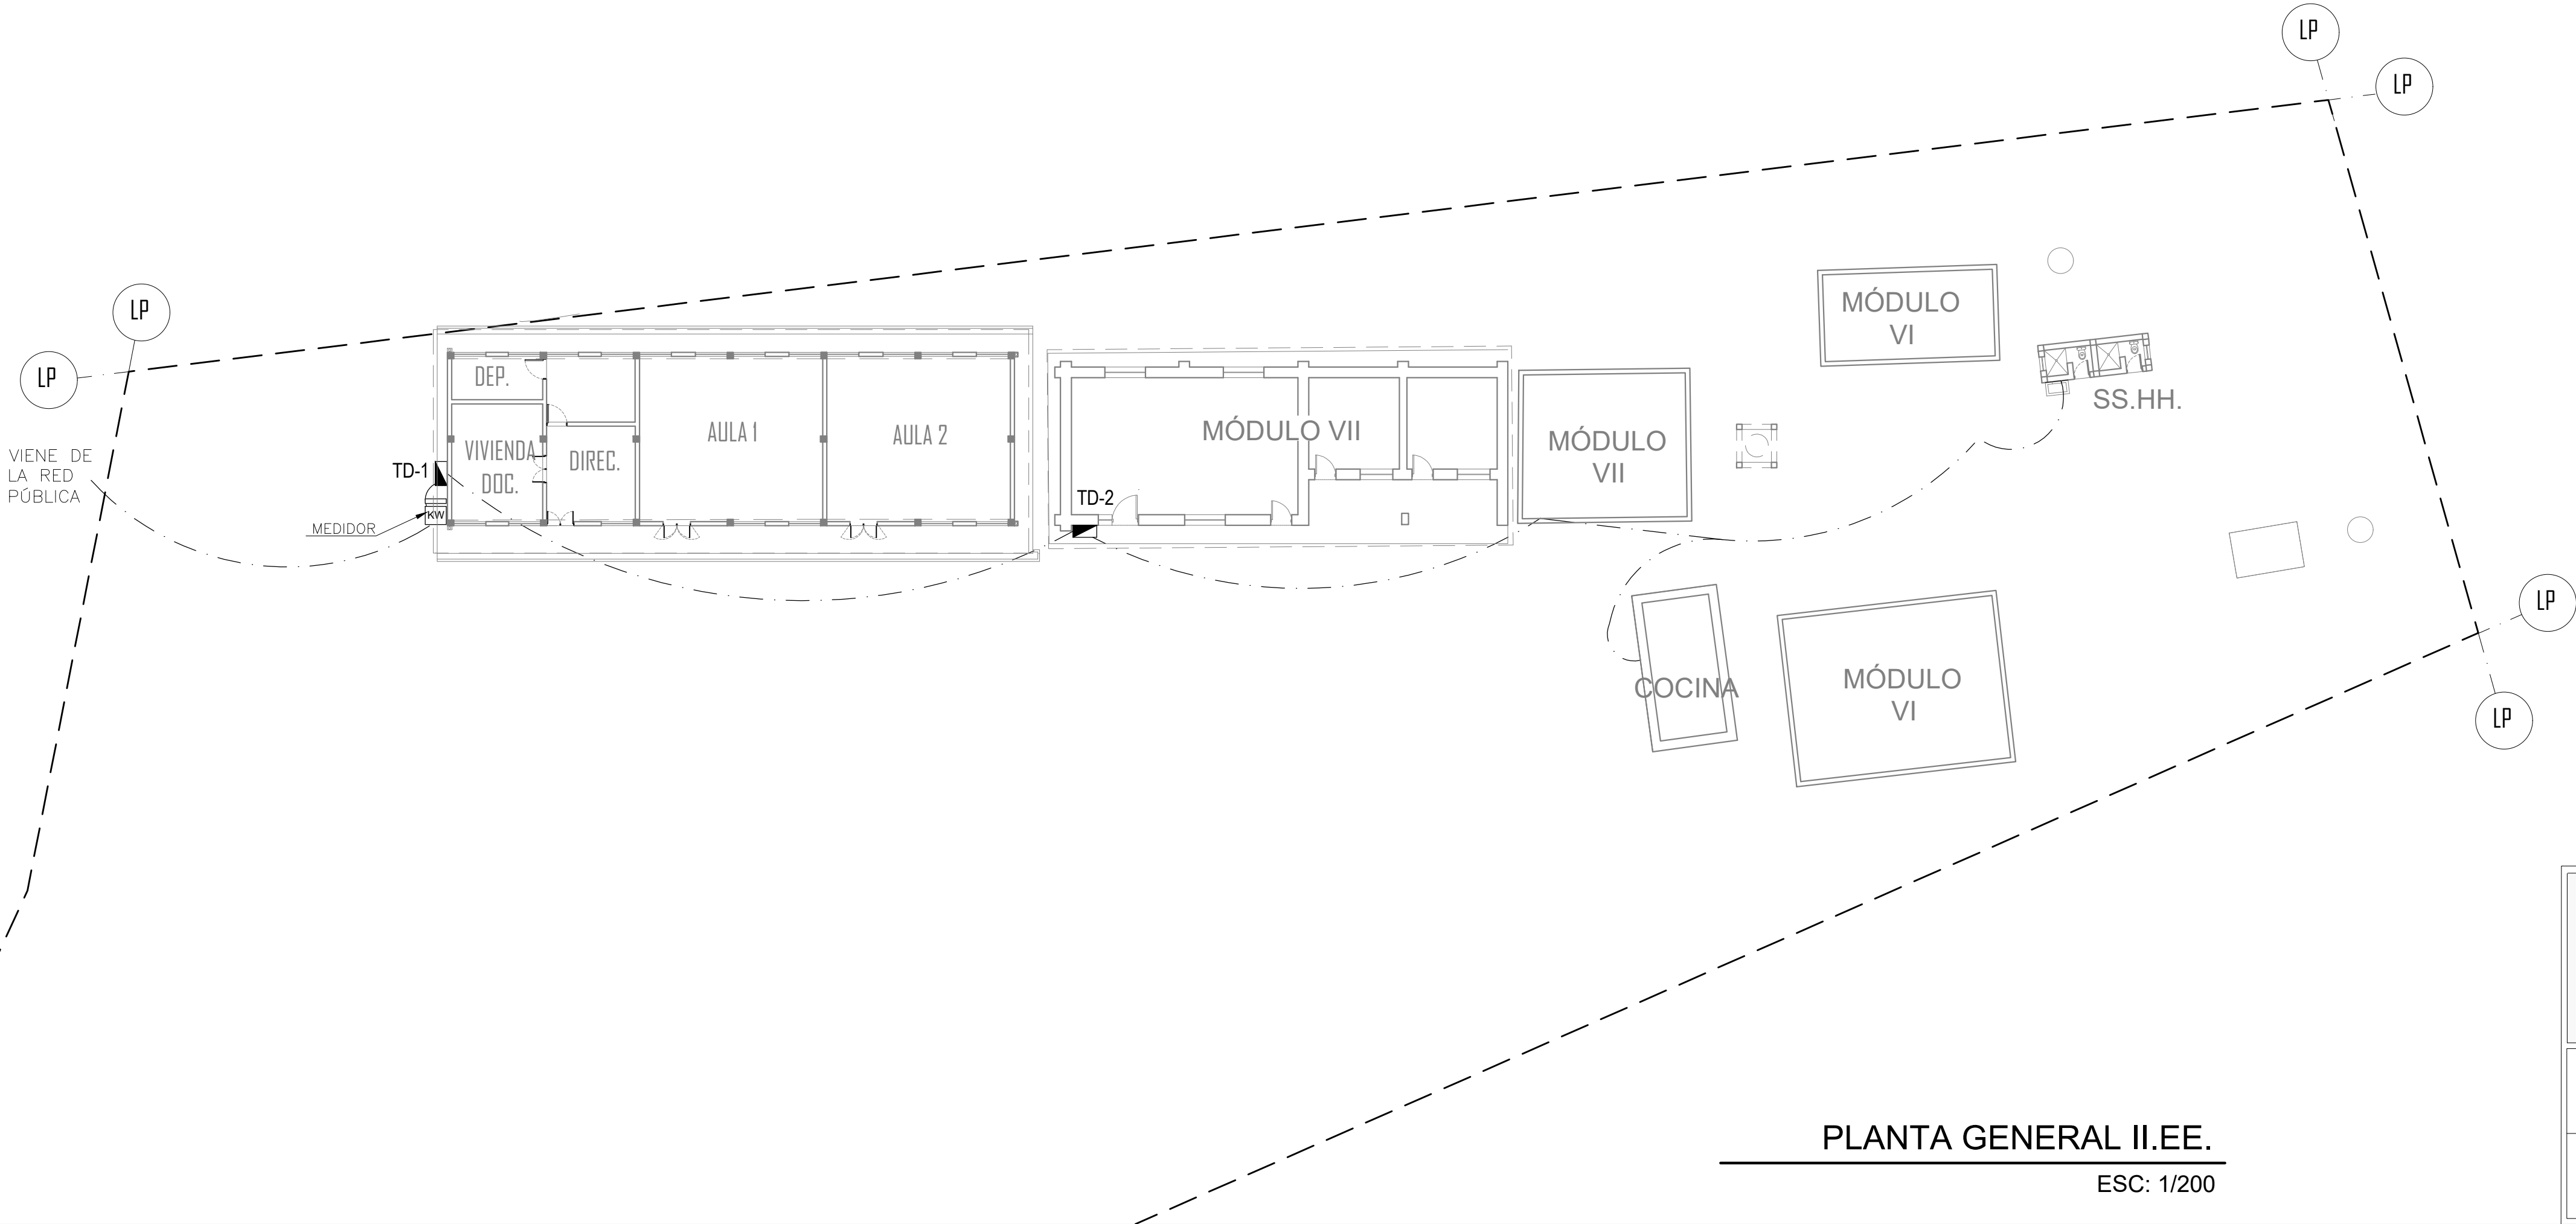 LP
LP
LP
LP
MÓDULO
VI
DEP.
SS.HH.
AULA 1
AULA 2
MÓDULO VII
MÓDULO
VII
VIVIENDA
DOC.
DIREC.
VIENE DE
LA RED
PÚBLICA
TD-1
TD-2
KW
MEDIDOR
LP
MÓDULO
VI
COCINA
LP
PLANTA GENERAL II.EE.
ESC: 1/200